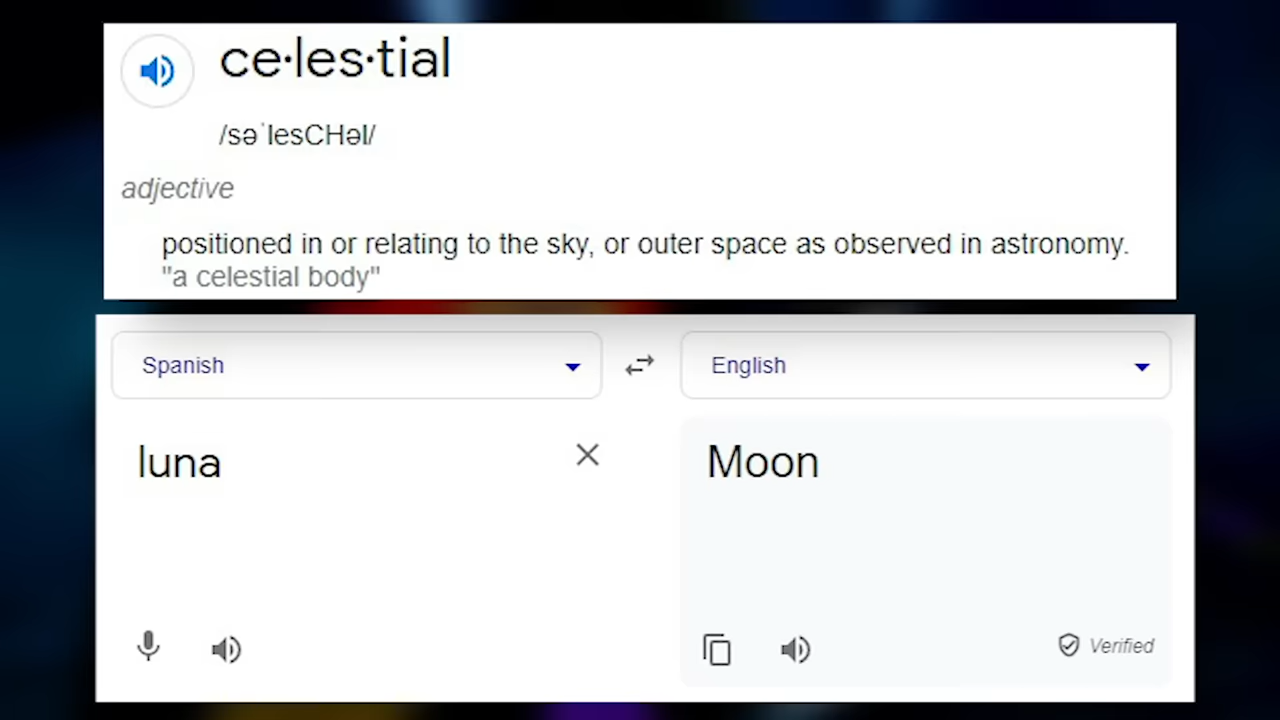 ce·les·tial
/səˈlesCHəl/
adjective
positioned in or relating to the sky, or outer space as observed in astronomy.
"a celestial body"
Spanish
English
luna
Moon
Verified